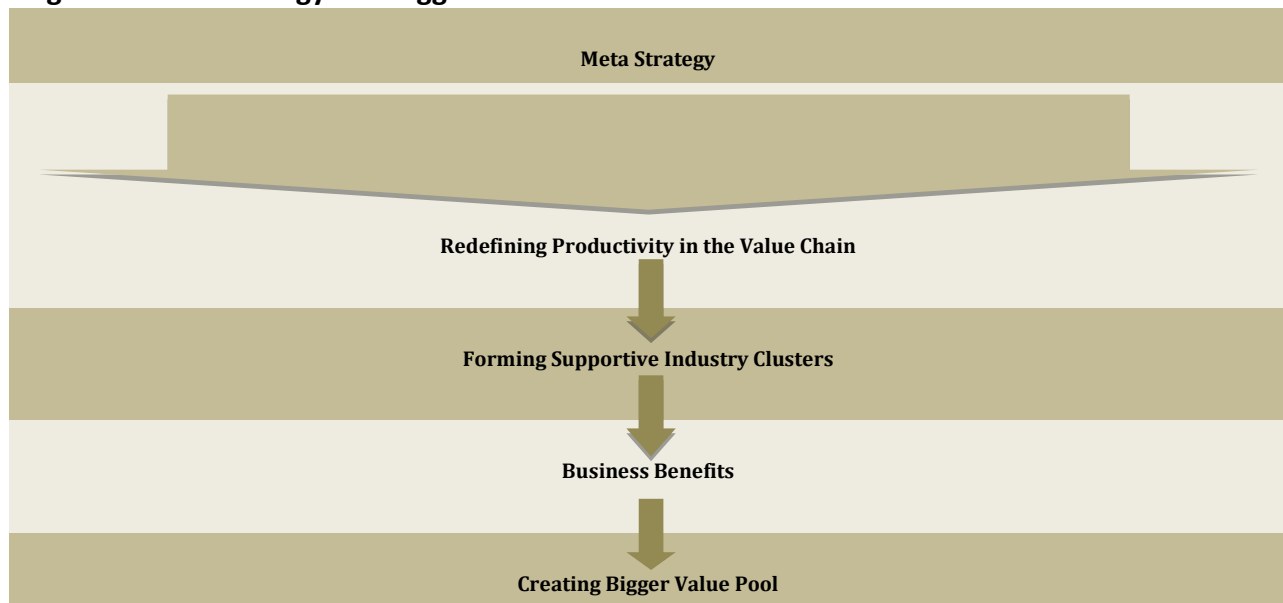 Meta Strategy
Redefining Productivity in the Value Chain
Forming Supportive Industry Clusters
Business Benefits
Creating Bigger Value Pool